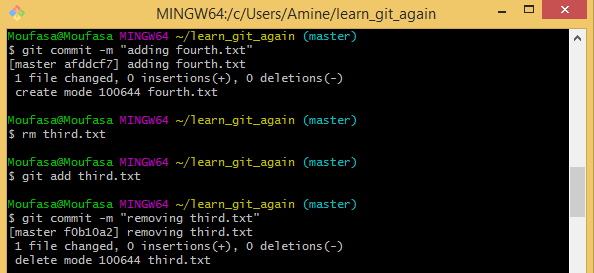 MINGW64:/c/Users/Amine/learn_git_again
Moufasa@Moufasa MINGW64 ~/learn_git_again (master)
$ git commit -m "adding fourth.txt"
[master afddcf7] adding fourth.txt
 1 file changed, 0 insertions(+), 0 deletions(-)
 create mode 100644 fourth.txt
Moufasa@Moufasa MINGW64 ~/learn_git_again (master)
$ rm third.txt
Moufasa@Moufasa MINGW64 ~/learn_git_again (master)
$ git add third.txt
Moufasa@Moufasa MINGW64 ~/learn_git_again (master)
$ git commit -m "removing third.txt"
[master f0b10a2] removing third.txt
 1 file changed, 0 insertions(+), 0 deletions(-)
 delete mode 100644 third.txt